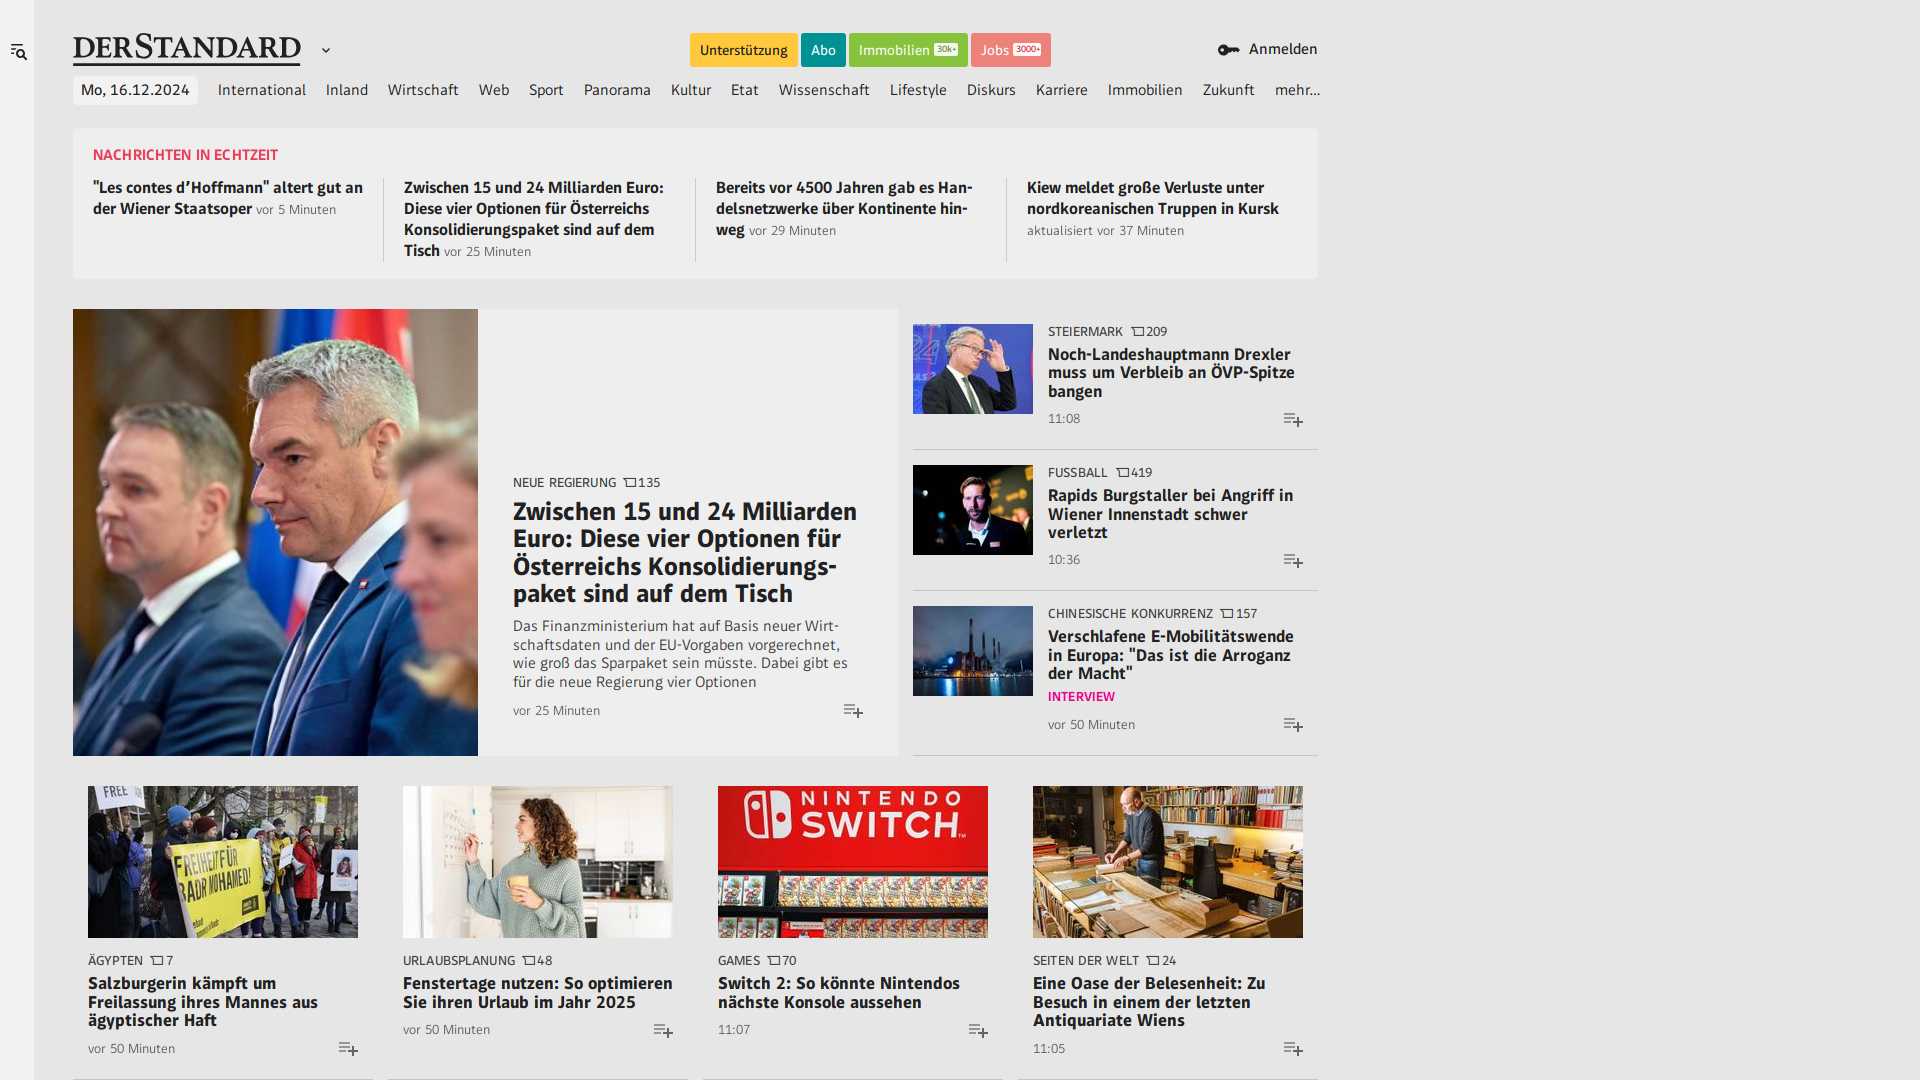 DERSTANDARD
Unterstützung
Abo
Immobilien 30k+
Jobs 3000+
Anmelden
Mo, 16.12.2024
International
Inland
Wirtschaft
Web
Sport
Panorama
Kultur
Etat
Wissenschaft
Lifestyle
Diskurs
Karriere
Immobilien
Zukunft
mehr...
NACHRICHTEN IN ECHTZEIT
"Les contes d’Hoffmann" altert gut an
der Wiener Staatsoper vor 5 Minuten
Zwischen 15 und 24 Milliarden Euro:
Diese vier Optionen für Österreichs
Konsolidierungspaket sind auf dem
Tisch vor 25 Minuten
Bereits vor 4500 Jahren gab es Han-
delsnetzwerke über Kontinente hin-
weg vor 29 Minuten
Kiew meldet große Verluste unter
nordkoreanischen Truppen in Kursk
aktualisiert vor 37 Minuten
NEUE REGIERUNG 135
Zwischen 15 und 24 Milliarden
Euro: Diese vier Optionen für
Österreichs Konsolidierungs-
paket sind auf dem Tisch
Das Finanzministerium hat auf Basis neuer Wirt-
schaftsdaten und der EU-Vorgaben vorgerechnet,
wie groß das Sparpaket sein müsste. Dabei gibt es
für die neue Regierung vier Optionen
vor 25 Minuten
STEIERMARK 209
Noch-Landeshauptmann Drexler
muss um Verbleib an ÖVP-Spitze
bangen
11:08
FUSSBALL 419
Rapids Burgstaller bei Angriff in
Wiener Innenstadt schwer
verletzt
10:36
CHINESISCHE KONKURRENZ 157
Verschlafene E-Mobilitätswende
in Europa: "Das ist die Arroganz
der Macht"
INTERVIEW
vor 50 Minuten
FREE
FREIHEIT FÜR
BADR MOHAMED!
ÄGYPTEN 7
Salzburgerin kämpft um
Freilassung ihres Mannes aus
ägyptischer Haft
vor 50 Minuten
URLAUBSPLANUNG 48
Fenstertage nutzen: So optimieren
Sie ihren Urlaub im Jahr 2025
vor 50 Minuten
NINTENDO
SWITCH™
GAMES 70
Switch 2: So könnte Nintendos
nächste Konsole aussehen
11:07
SEITEN DER WELT 24
Eine Oase der Belesenheit: Zu
Besuch in einem der letzten
Antiquariate Wiens
11:05